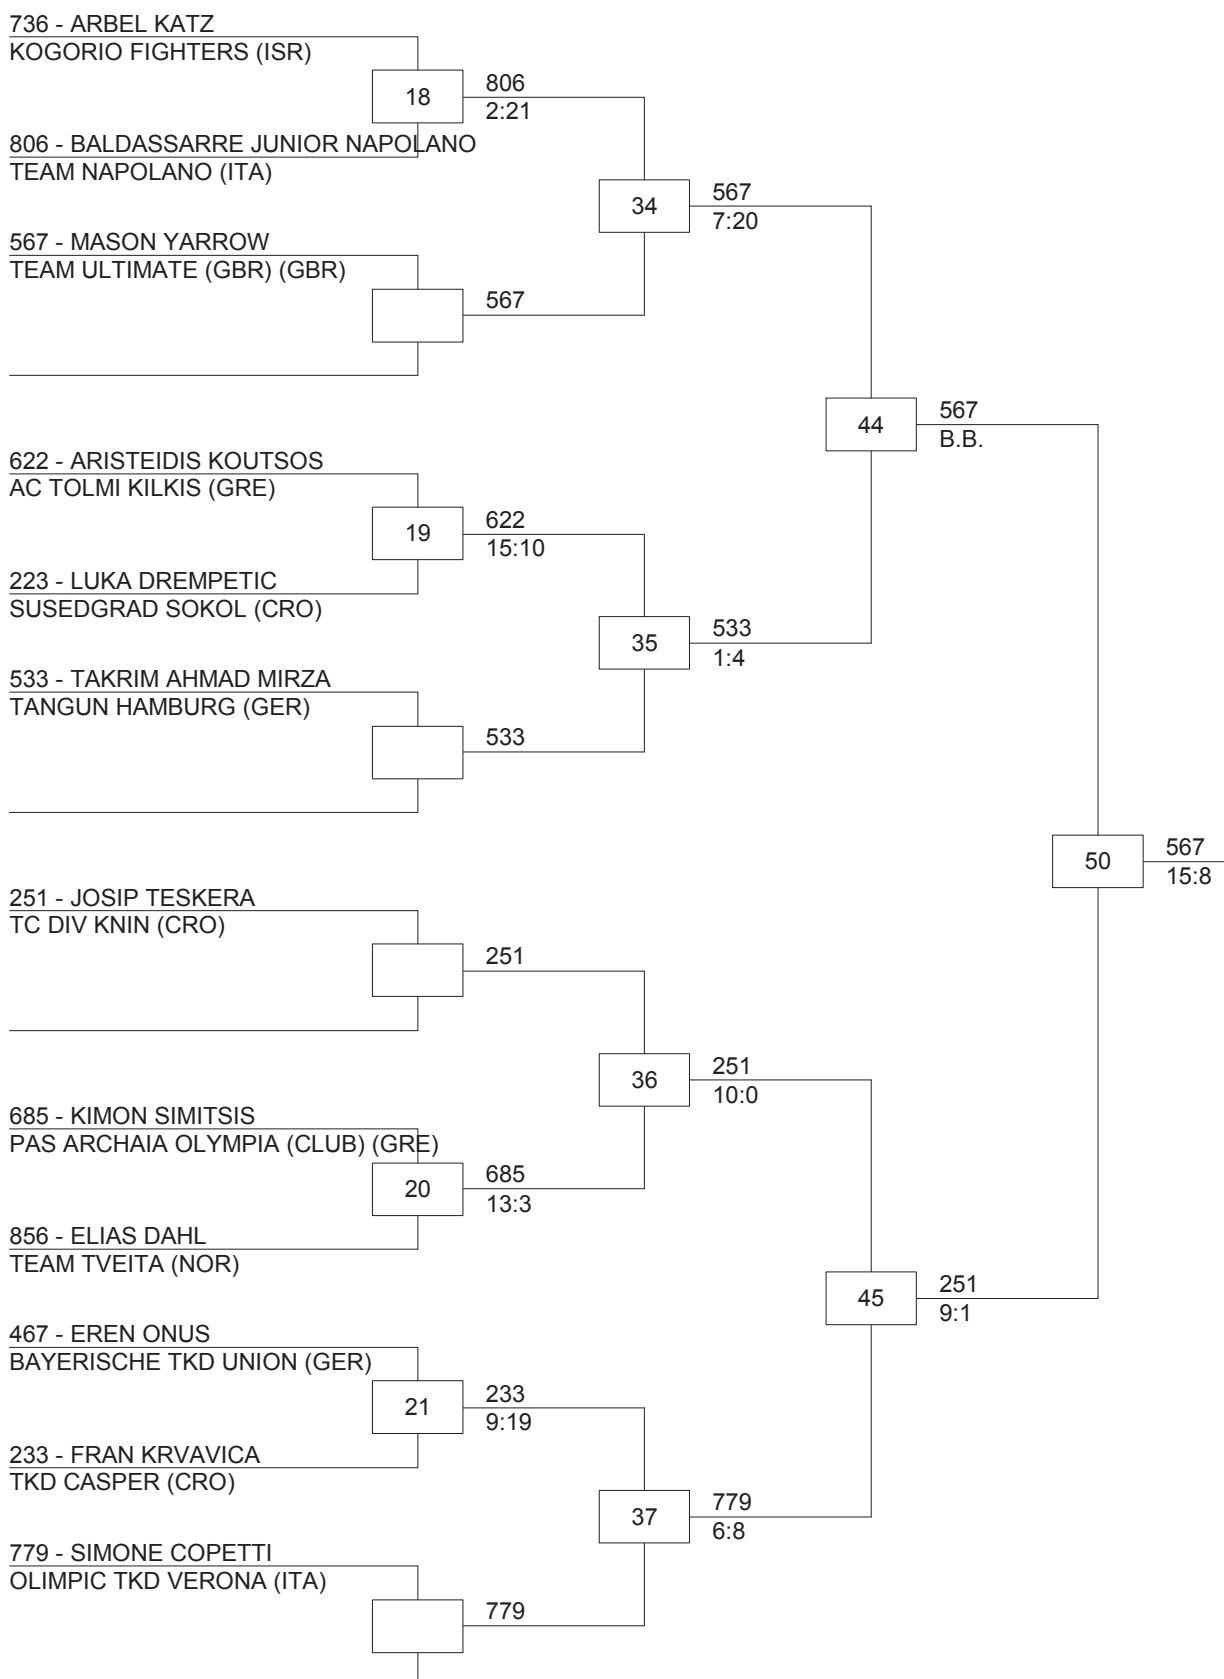 736 - ARBEL KATZ
KOGORIO FIGHTERS (ISR)
18
806
2:21
806 - BALDASSARRE JUNIOR NAPOLANO
TEAM NAPOLANO (ITA)
34
567
7:20
567 - MASON YARROW
TEAM ULTIMATE (GBR) (GBR)
567
44
567
B.B.
622 - ARISTEIDIS KOUTSOS
AC TOLMI KILKIS (GRE)
19
622
15:10
223 - LUKA DREMPETIC
SUSEDGRAD SOKOL (CRO)
35
533
1:4
533 - TAKRIM AHMAD MIRZA
TANGUN HAMBURG (GER)
533
50
567
15:8
251 - JOSIP TESKERA
TC DIV KNIN (CRO)
251
36
251
10:0
685 - KIMON SIMITSIS
PAS ARCHAIA OLYMPIA (CLUB) (GRE)
20
685
13:3
856 - ELIAS DAHL
TEAM TVEITA (NOR)
45
251
9:1
467 - EREN ONUS
BAYERISCHE TKD UNION (GER)
21
233
9:19
233 - FRAN KRVAVICA
TKD CASPER (CRO)
37
779
6:8
779 - SIMONE COPETTI
OLIMPIC TKD VERONA (ITA)
779